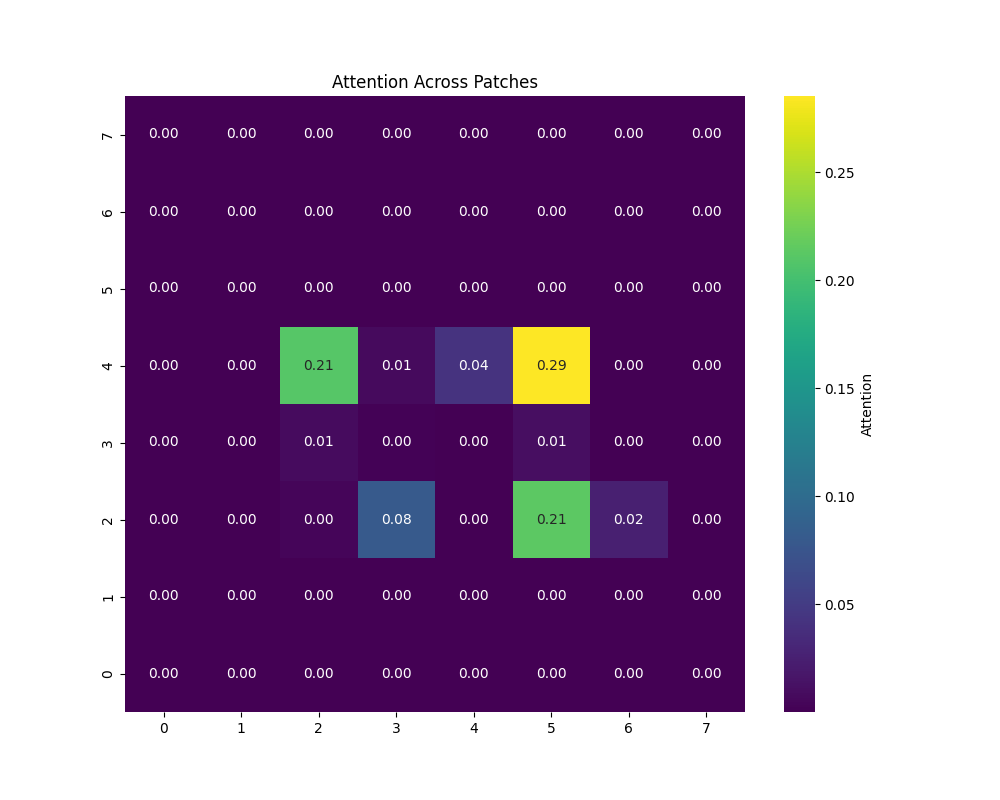 Attention Across Patches
7 0.00 0.00 0.00 0.00 0.00 0.00 0.00 0.00
6 0.00 0.00 0.00 0.00 0.00 0.00 0.00 0.00
5 0.00 0.00 0.00 0.00 0.00 0.00 0.00 0.00
4 0.00 0.00 0.21 0.01 0.04 0.29 0.00 0.00
3 0.00 0.00 0.01 0.00 0.00 0.01 0.00 0.00
2 0.00 0.00 0.00 0.08 0.00 0.21 0.02 0.00
1 0.00 0.00 0.00 0.00 0.00 0.00 0.00 0.00
0 0.00 0.00 0.00 0.00 0.00 0.00 0.00 0.00
0 1 2 3 4 5 6 7
0.25
0.20
0.15
0.10
0.05
Attention